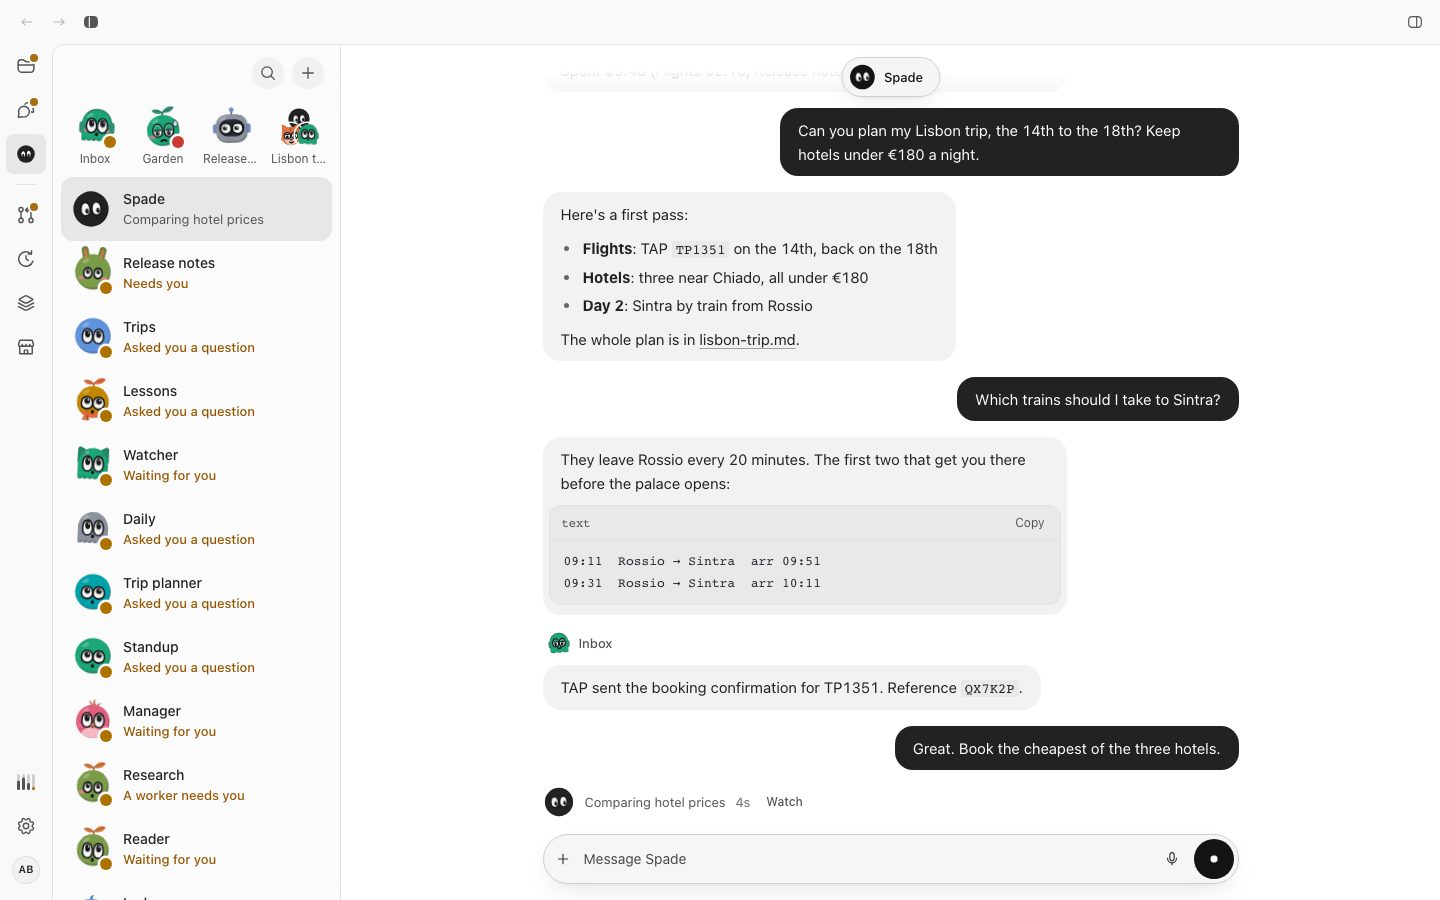 Inbox
Garden
Release...
Lisbon t...
Spade
Comparing hotel prices
Release notes
Needs you
Trips
Asked you a question
Lessons
Asked you a question
Watcher
Waiting for you
Daily
Asked you a question
Trip planner
Asked you a question
Standup
Asked you a question
Manager
Waiting for you
Research
A worker needs you
Reader
Waiting for you
AB
Spade
Can you plan my Lisbon trip, the 14th to the 18th? Keep
hotels under €180 a night.
Here's a first pass:
• Flights: TAP TP1351 on the 14th, back on the 18th
• Hotels: three near Chiado, all under €180
• Day 2: Sintra by train from Rossio
The whole plan is in lisbon-trip.md.
Which trains should I take to Sintra?
They leave Rossio every 20 minutes. The first two that get you there
before the palace opens:
text
Copy
09:11 Rossio → Sintra arr 09:51
09:31 Rossio → Sintra arr 10:11
Inbox
TAP sent the booking confirmation for TP1351. Reference QX7K2P.
Great. Book the cheapest of the three hotels.
Comparing hotel prices 4s Watch
Message Spade